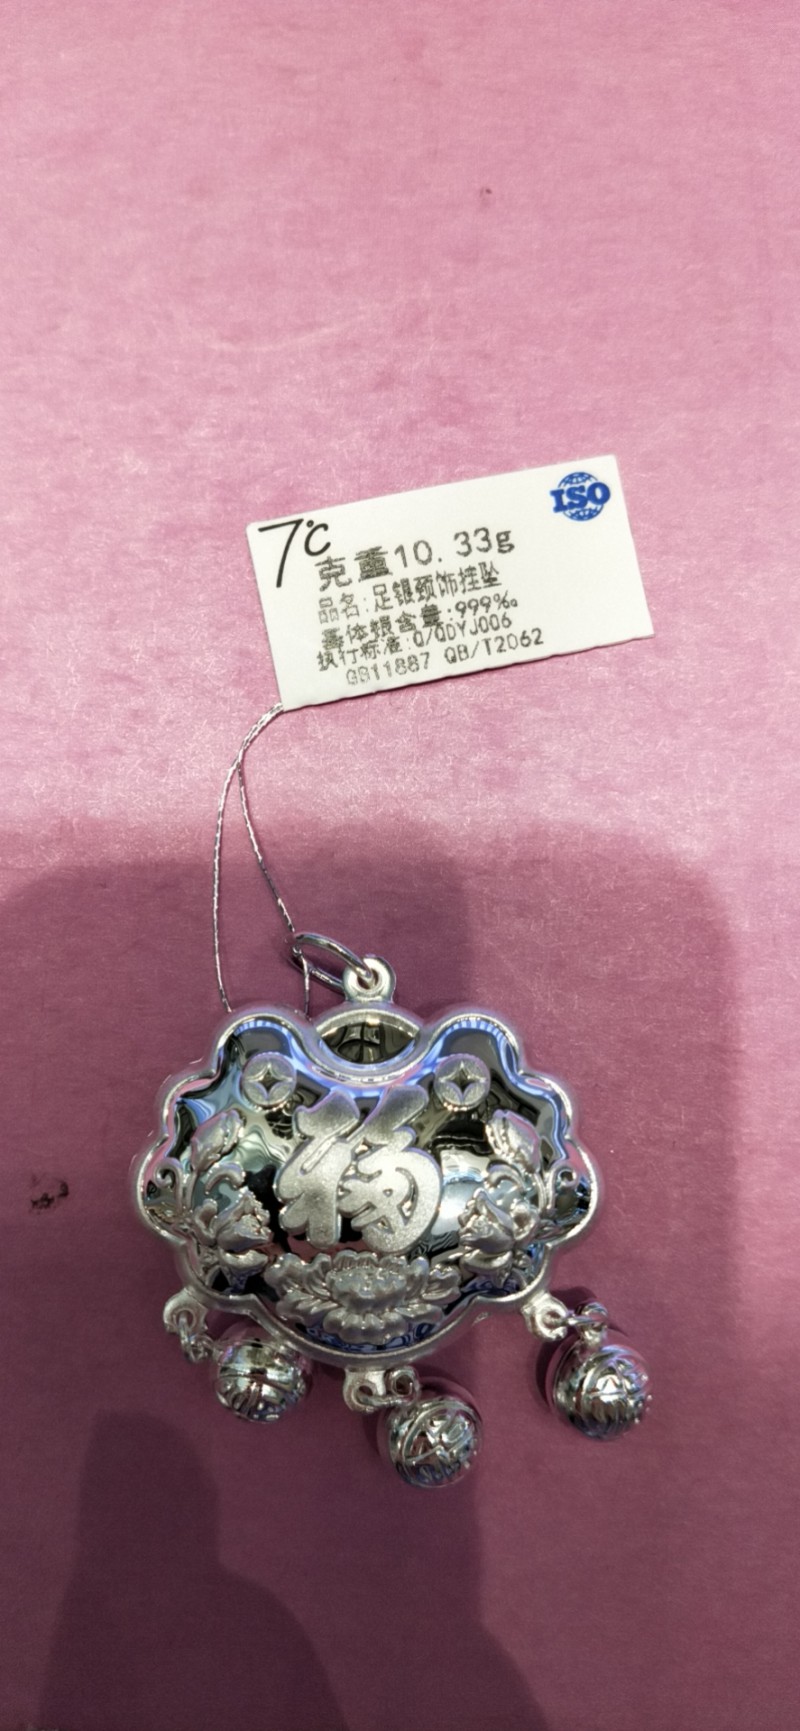 ISO
7℃
克重10.33g
品名:足银颈饰挂坠
善体银含量:999‰
执行标准:Q/QDYJ006
GB11887 QB/T2062
福